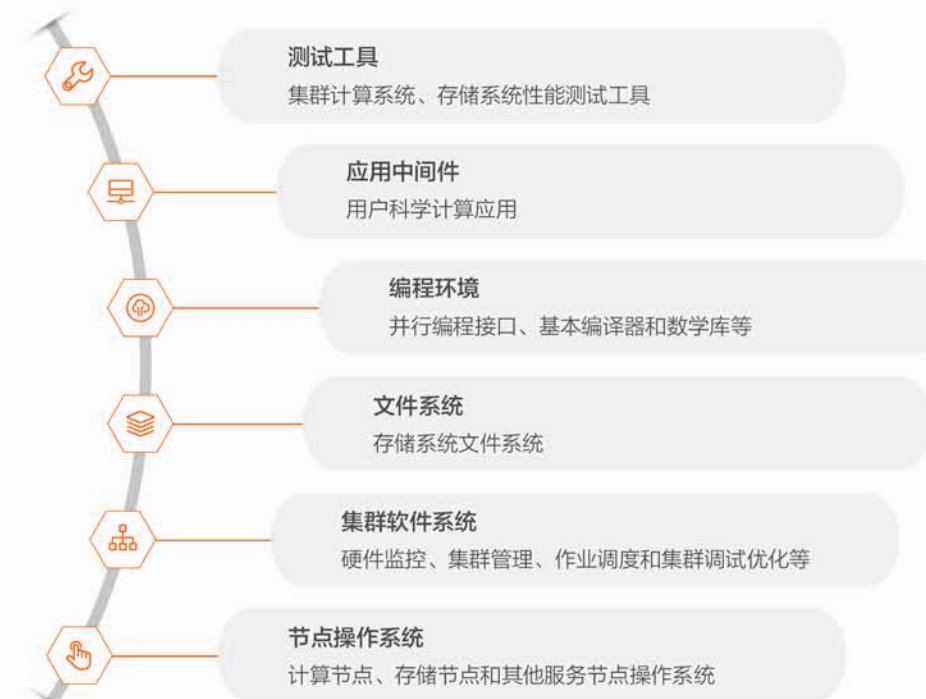 测试工具
集群计算系统、存储系统性能测试工具
应用中间件
用户科学计算应用
编程环境
并行编程接口、基本编译器和数学库等
文件系统
存储系统文件系统
集群软件系统
硬件监控、集群管理、作业调度和集群调试优化等
节点操作系统
计算节点、存储节点和其他服务节点操作系统